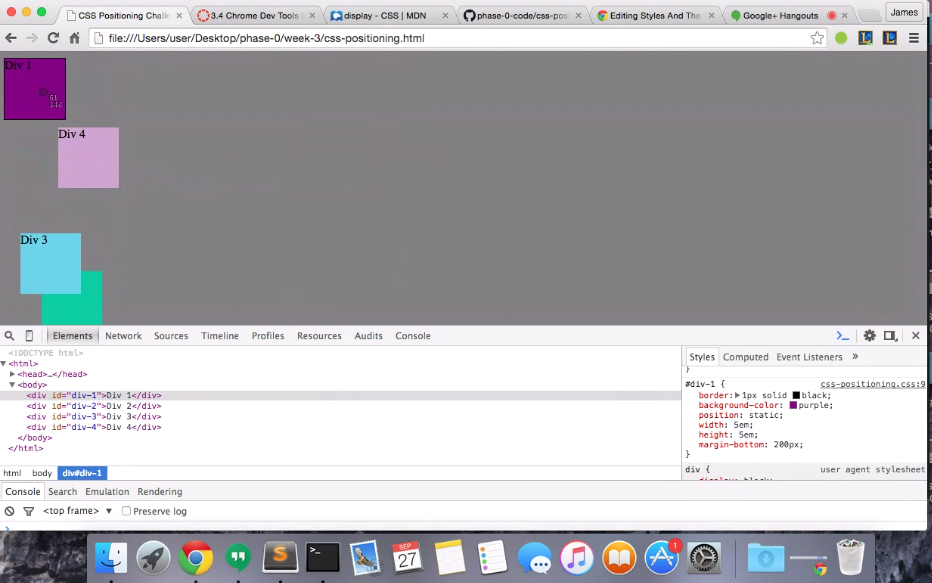 CSS Positioning Challe
3.4 Chrome Dev Tools
display - CSS | MDN
phase-0-code/css-posi
Editing Styles And The
Google+ Hangouts
James
file:///Users/user/Desktop/phase-0/week-3/css-positioning.html
Div 1
61
148
Div 4
Div 3
Elements Network Sources Timeline Profiles Resources Audits Console
<!DOCTYPE html>
<html>
<head>…</head>
<body>
<div id="div-1">Div 1</div>
<div id="div-2">Div 2</div>
<div id="div-3">Div 3</div>
<div id="div-4">Div 4</div>
</body>
</html>
html body div#div-1
Styles Computed Event Listeners »
}
#div-1 { css-positioning.css:9
border: 1px solid black;
background-color: purple;
position: static;
width: 5em;
height: 5em;
margin-bottom: 200px;
}
div { user agent stylesheet
Console Search Emulation Rendering
<top frame> ▼ Preserve log
SEP
27
1